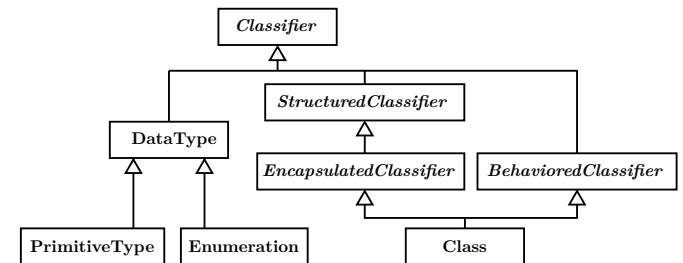 Classifier
StructuredClassifier
DataType
EncapsulatedClassifier
BehavioredClassifier
PrimitiveType
Enumeration
Class